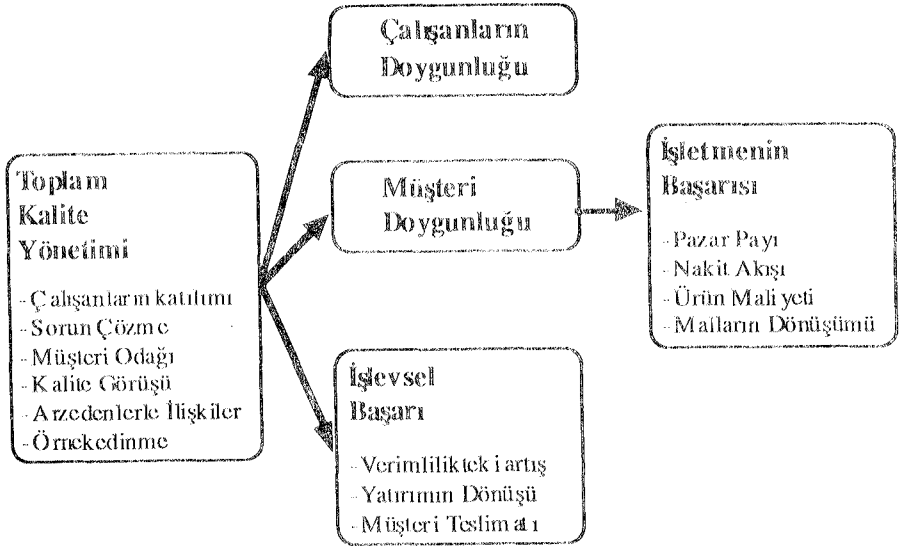 Çalışanların
Doygunluğu
Toplam
Kalite
Yönetimi
- Çalışanların katılımı
- Sorun Çözme
- Müşteri Odağı
- Kalite Görüşü
- Arzedenlerle İlişkiler
- Örnekedinme
Müşteri
Doygunluğu
İşlevsel
Başarı
- Verimlilikteki artış
- Yatırımın Dönüşü
- Müşteri Teslimatı
İşletmenin
Başarısı
- Pazar Payı
- Nakit Akışı
- Ürün Maliyeti
- Malların Dönüşümü